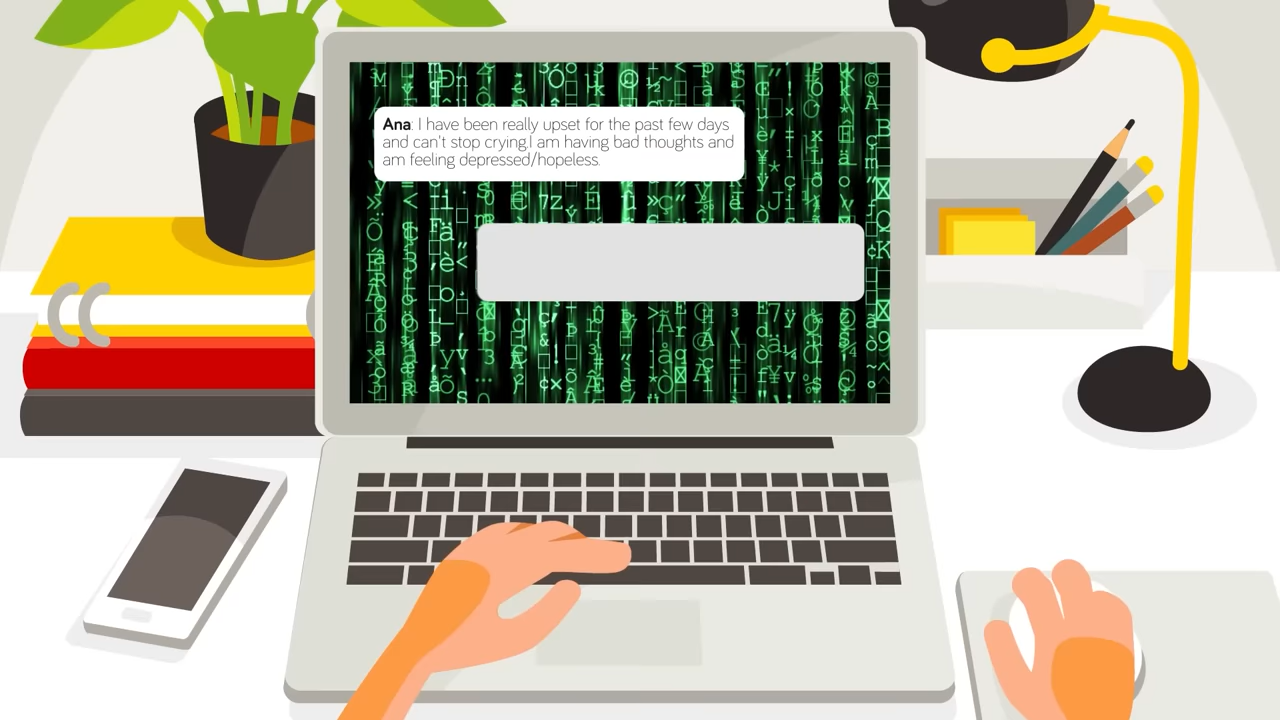 Ana: I have been really upset for the past few days
and can't stop crying,I am having bad thoughts and
am feeling depressed/hopeless.